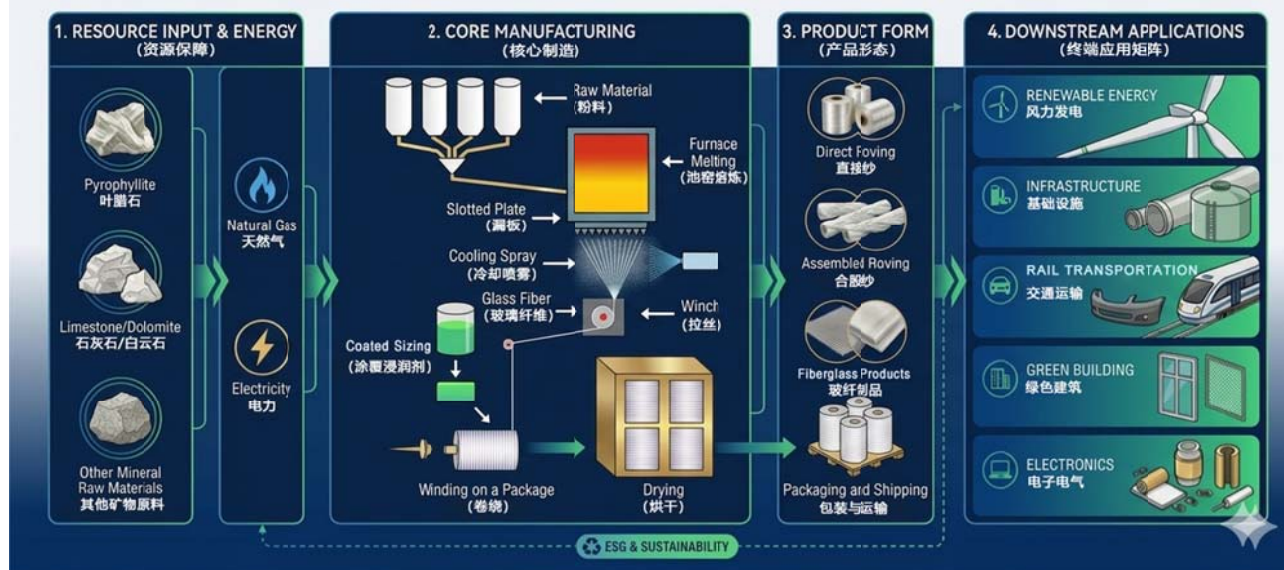 1. RESOURCE INPUT & ENERGY
(资源保障)
Pyrophyllite
叶腊石
Limestone/Dolomite
石灰石/白云石
Other Mineral
Raw Materials
其他矿物原料
Natural Gas
天然气
Electricity
电力
2. CORE MANUFACTURING
(核心制造)
Raw Material
(粉料)
Furnace
Melting
(池窑熔炼)
Slotted Plate
(漏板)
Cooling Spray
(冷却喷雾)
Glass Fiber
(玻璃纤维)
Winch
(拉丝)
Coated Sizing
(涂覆浸润剂)
Winding on a Package
(卷绕)
Drying
(烘干)
3. PRODUCT FORM
(产品形态)
Direct Foving
直接纱
Assembled Roving
合股纱
Fiberglass Products
玻纤制品
Packaging and Shipping
包装与运输
4. DOWNSTREAM APPLICATIONS
(终端应用矩阵)
RENEWABLE ENERGY
风力发电
INFRASTRUCTURE
基础设施
RAIL TRANSPORTATION
交通运输
GREEN BUILDING
绿色建筑
ELECTRONICS
电子电气
ESG & SUSTAINABILITY